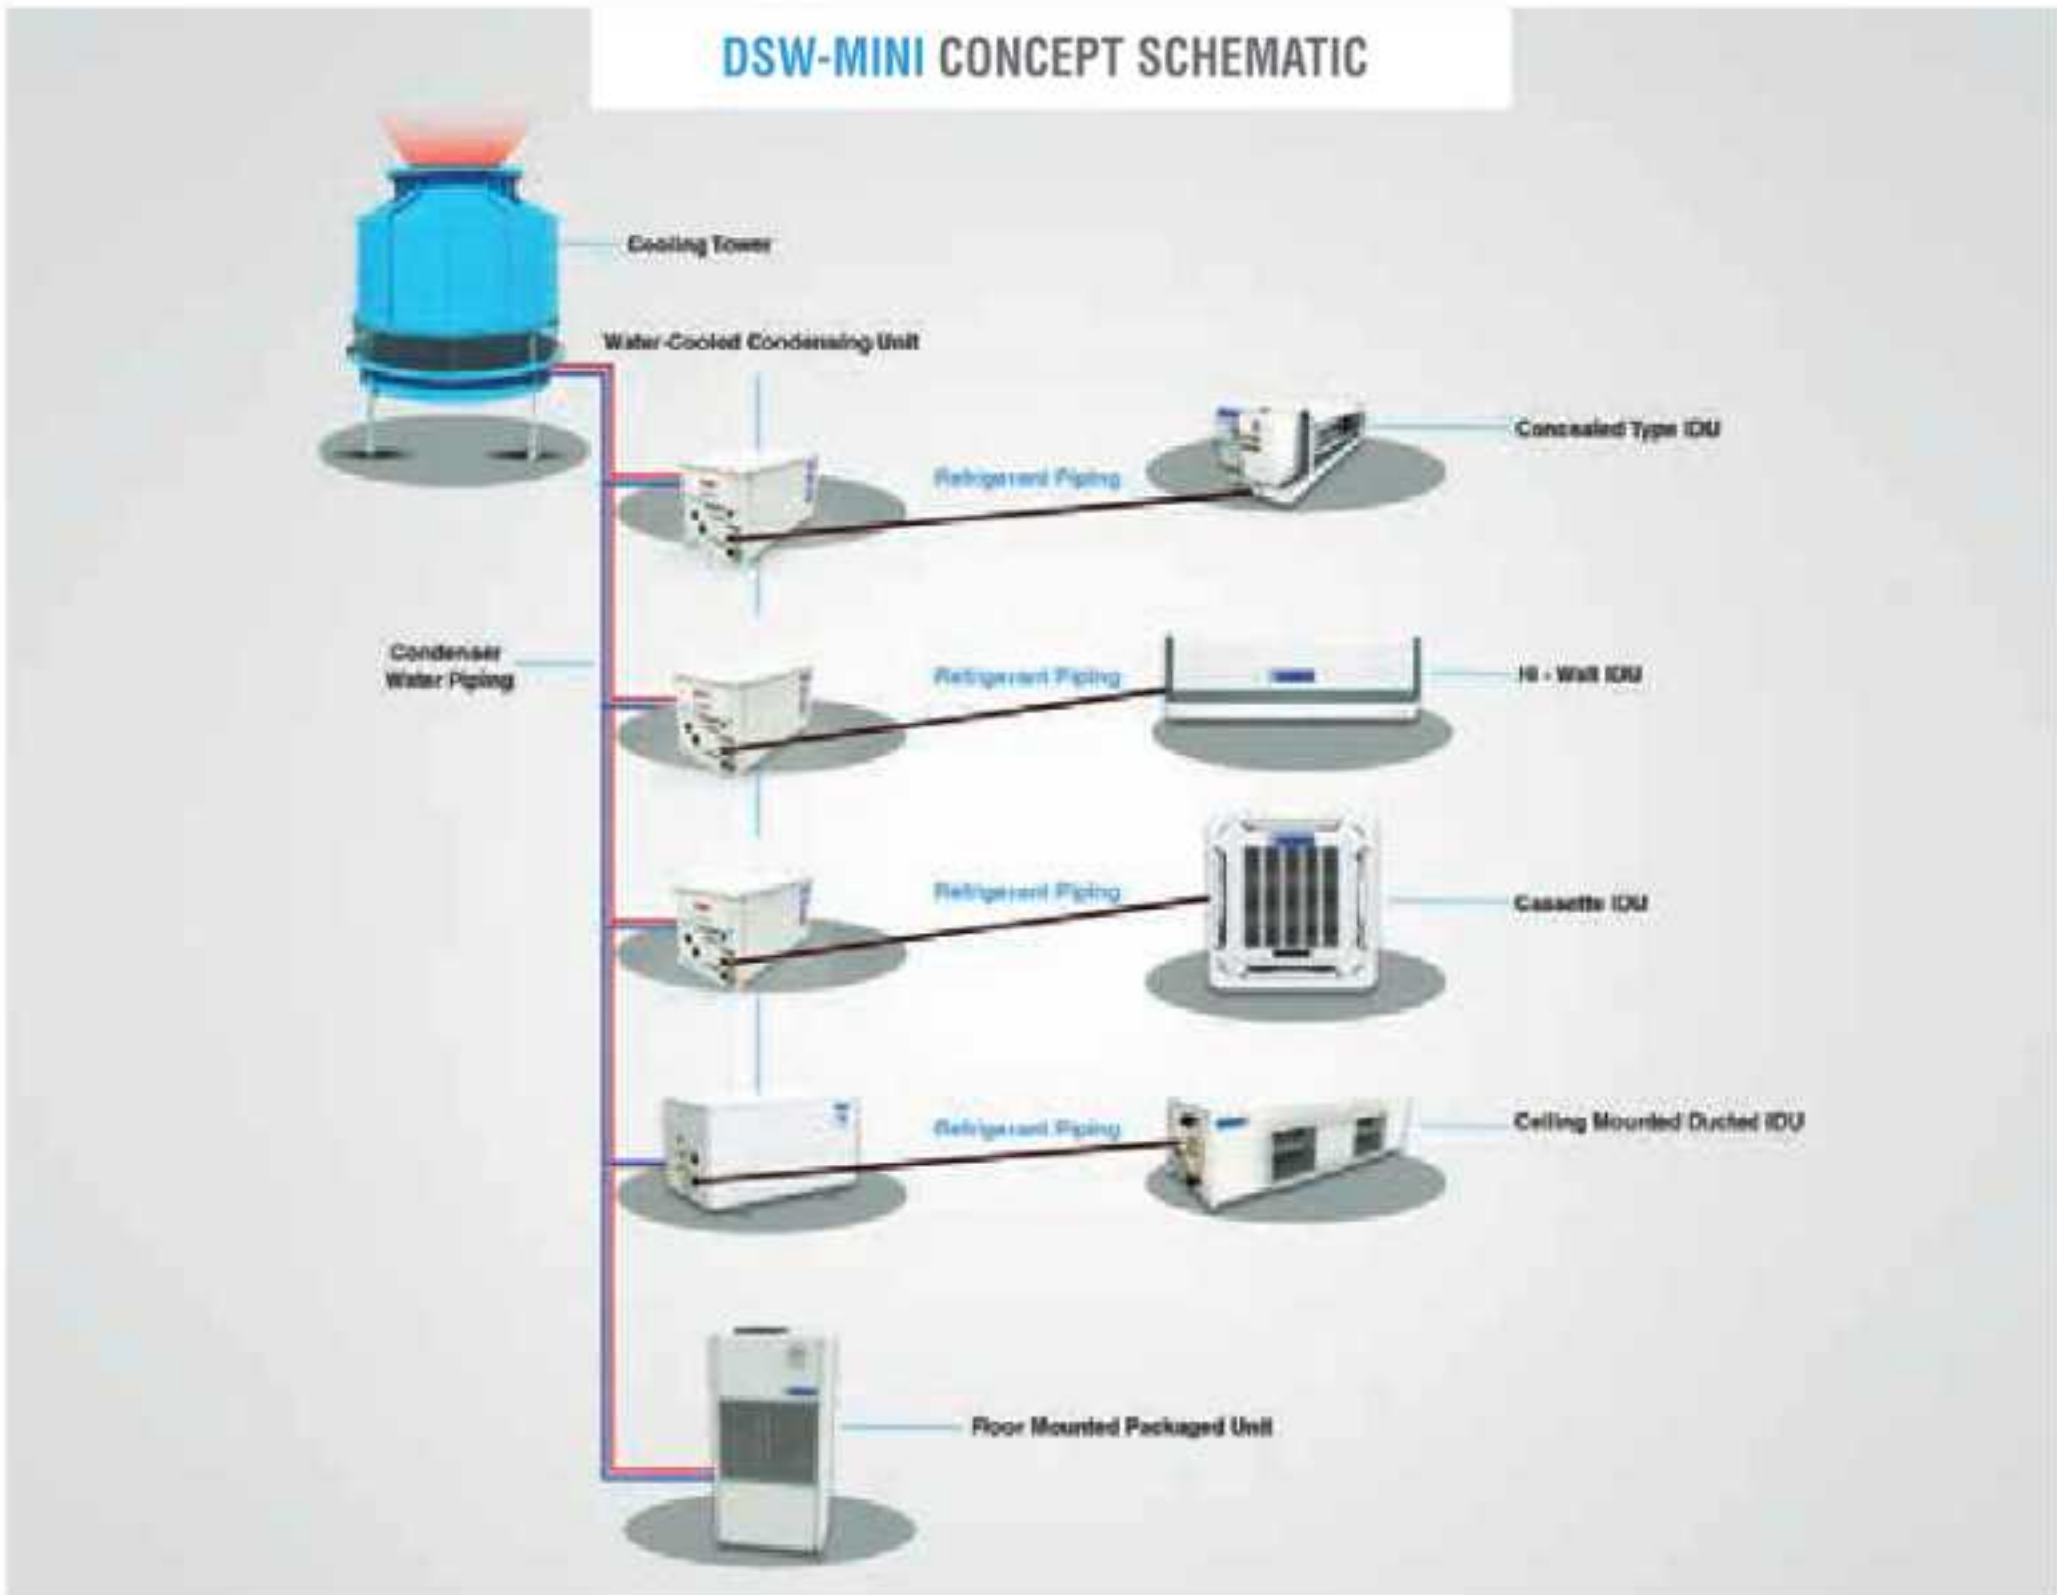 DSW-MINI CONCEPT SCHEMATIC
Cooling Tower
Water-Cooled Condensing Unit
Refrigerant Piping
Concealed Type IDU
Condenser
Water Piping
Refrigerant Piping
Hi - Wall IDU
Refrigerant Piping
Cassette IDU
Refrigerant Piping
Ceiling Mounted Ducted IDU
Floor Mounted Packaged Unit